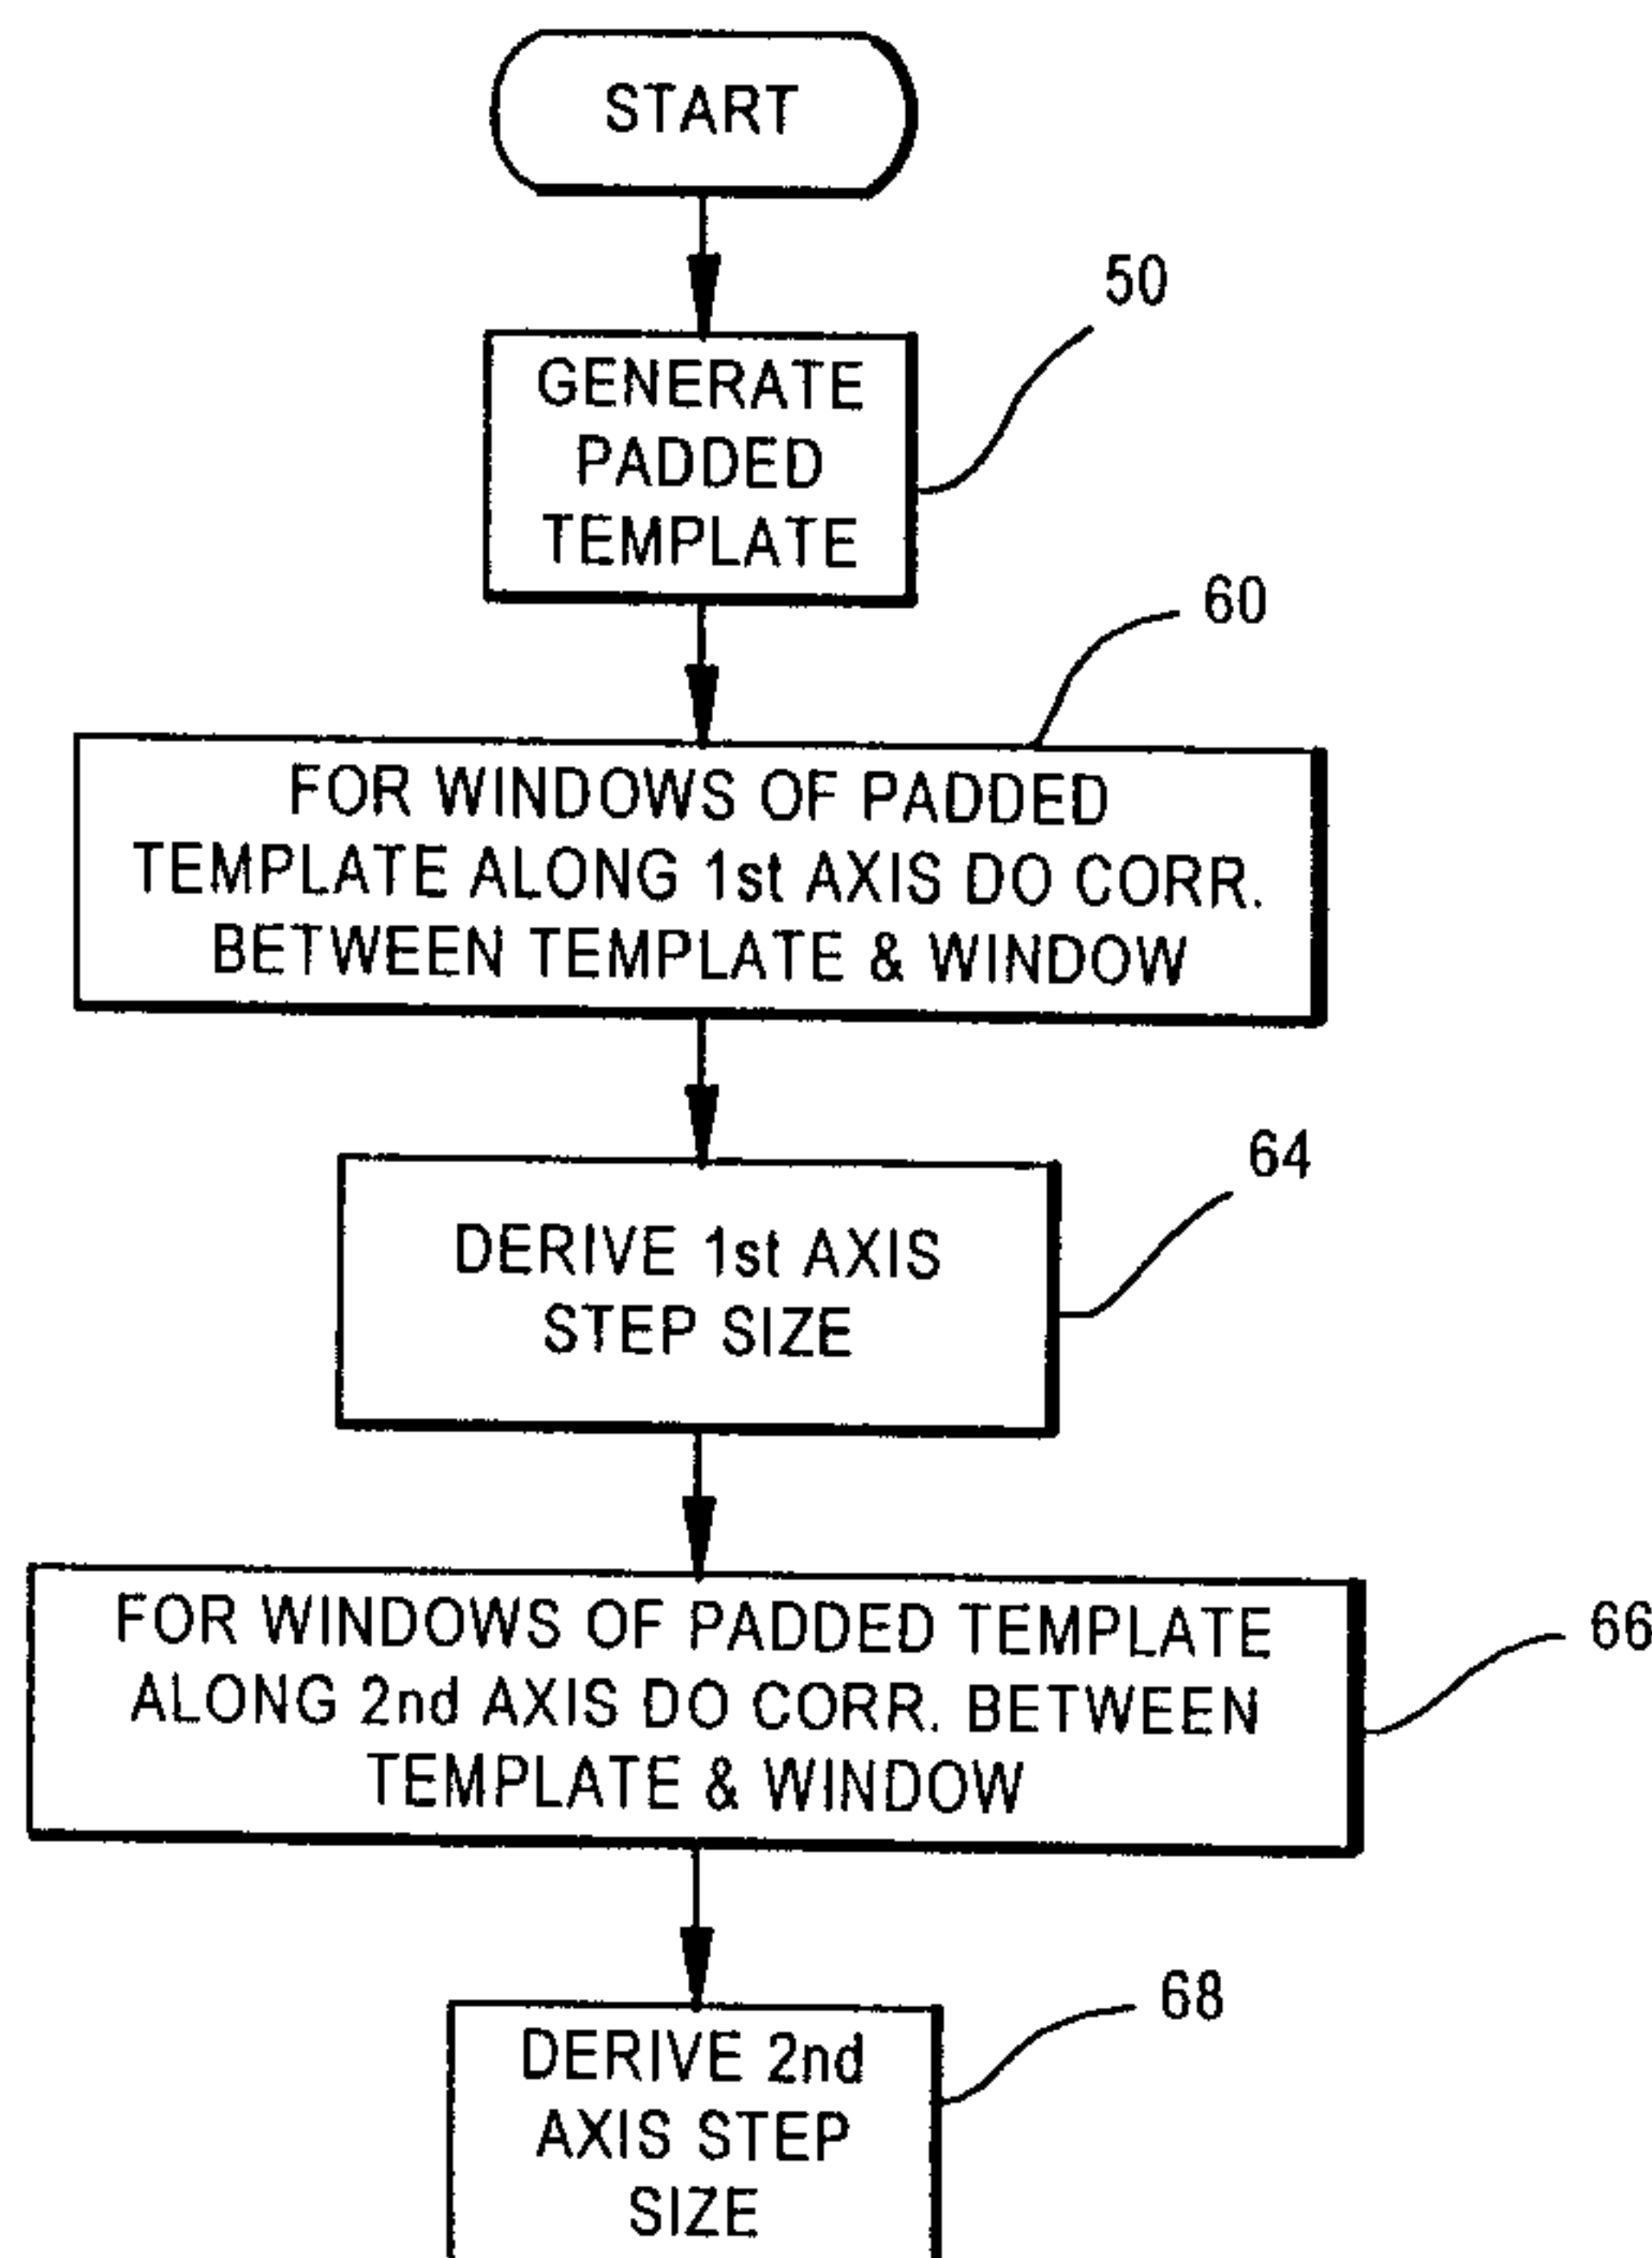 START
50
GENERATE
PADDED
TEMPLATE
60
FOR WINDOWS OF PADDED
TEMPLATE ALONG 1st AXIS DO CORR.
BETWEEN TEMPLATE & WINDOW
64
DERIVE 1st AXIS
STEP SIZE
66
FOR WINDOWS OF PADDED TEMPLATE
ALONG 2nd AXIS DO CORR. BETWEEN
TEMPLATE & WINDOW
68
DERIVE 2nd
AXIS STEP
SIZE